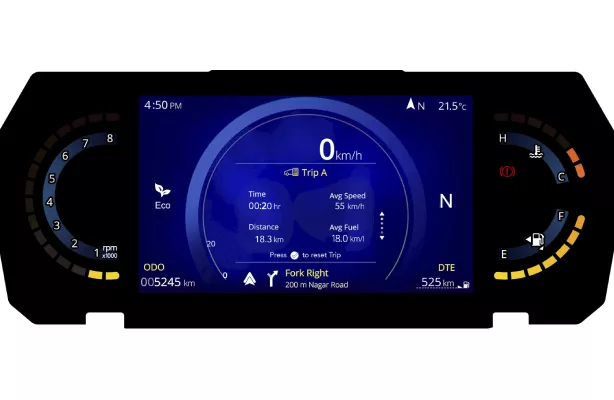 4:50 PM
N 21.5°C
8
7
6
5
4
3
2
1
rpm
x1000
0 km/h
Trip A
Time
00:20 hr
Avg Speed
55 km/h
Distance
18.3 km
Avg Fuel
18.0 km/l
Press to reset Trip
20
0
Eco
N
Fork Right
200 m Nagar Road
ODO
005245 km
DTE
525 km
H
C
F
E